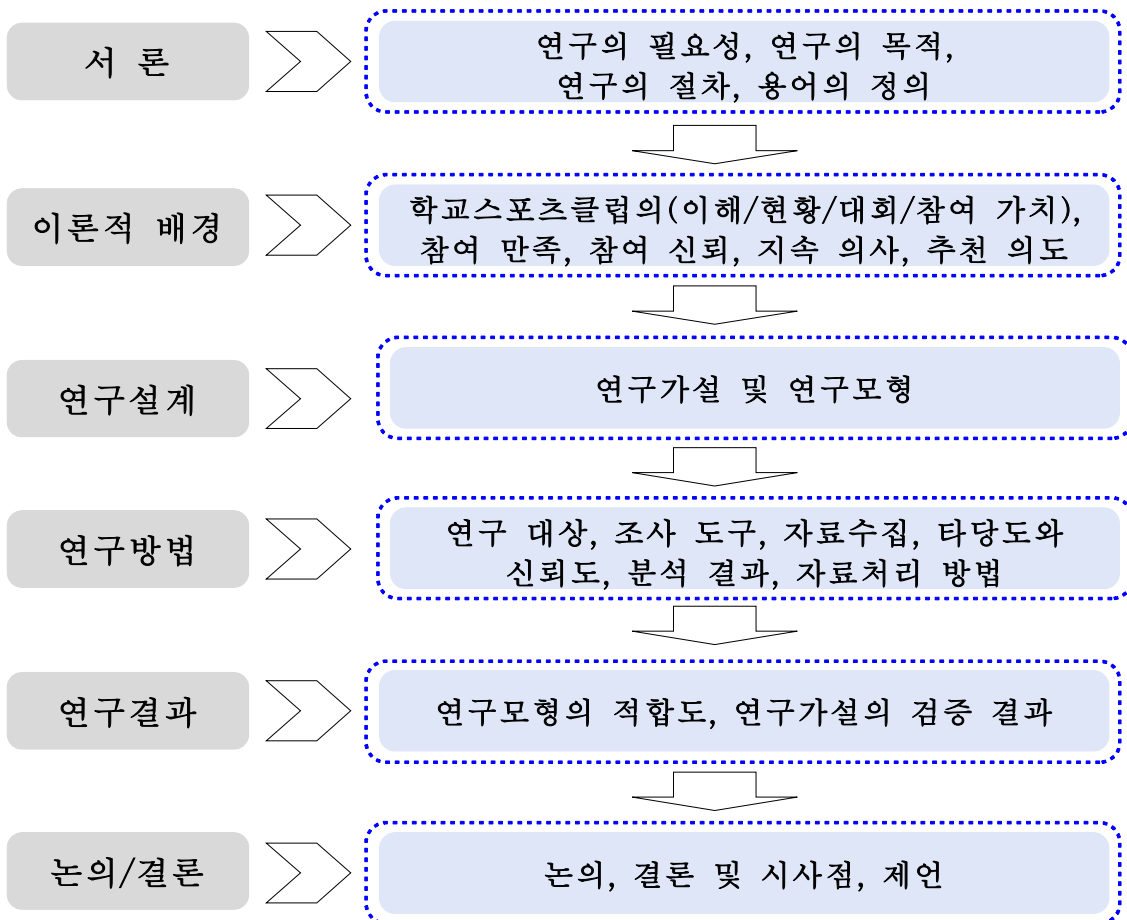 서 론
연구의 필요성, 연구의 목적,
연구의 절차, 용어의 정의
이론적 배경
학교스포츠클럽의(이해/현황/대회/참여 가치),
참여 만족, 참여 신뢰, 지속 의사, 추천 의도
연구설계
연구가설 및 연구모형
연구방법
연구 대상, 조사 도구, 자료수집, 타당도와
신뢰도, 분석 결과, 자료처리 방법
연구결과
연구모형의 적합도, 연구가설의 검증 결과
논의/결론
논의, 결론 및 시사점, 제언